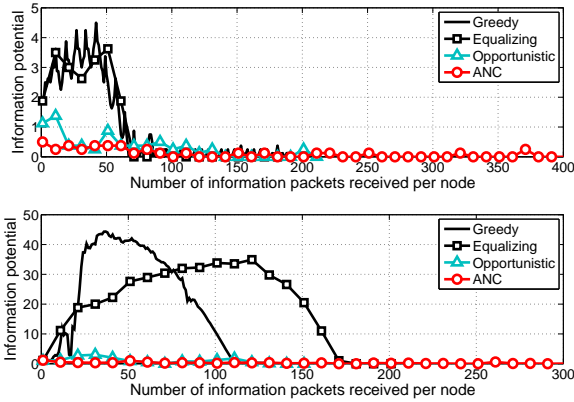 Information potential
5
4
3
2
1
0
0
50
100
150
200
250
300
350
400
Number of information packets received per node
Greedy
Equalizing
Opportunistic
ANC
Information potential
50
40
30
20
10
0
0
50
100
150
200
250
300
Number of information packets received per node
Greedy
Equalizing
Opportunistic
ANC